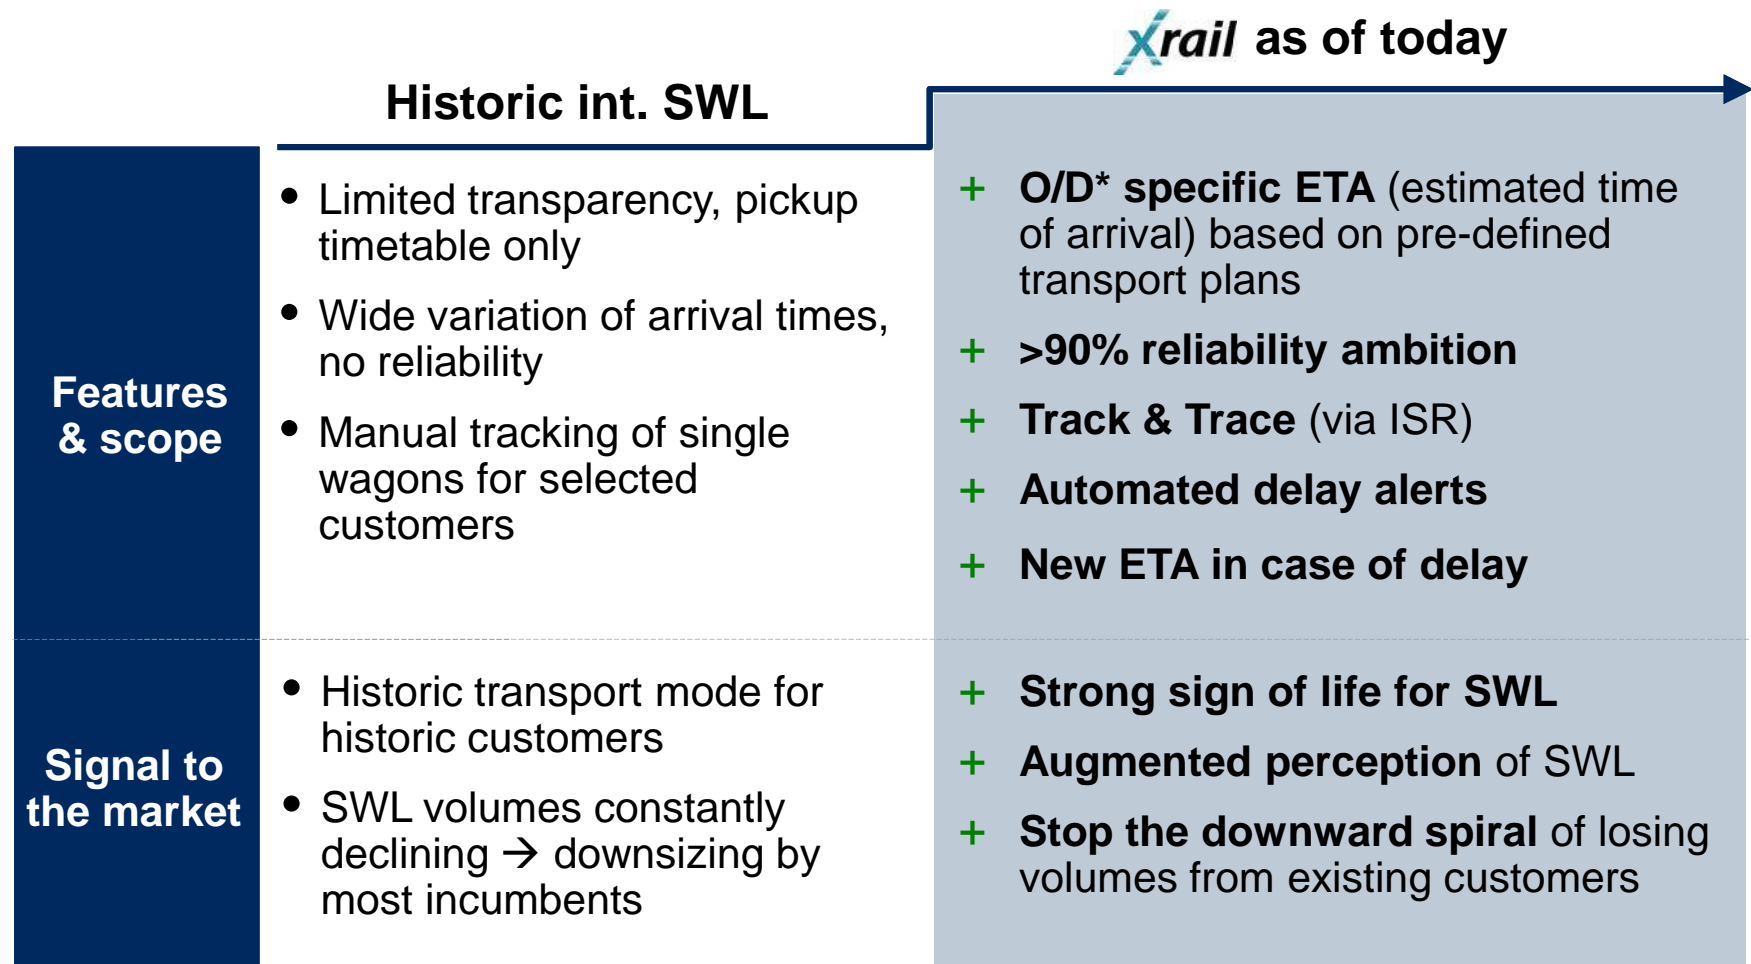 xrail as of today
Historic int. SWL
Features
& scope
• Limited transparency, pickup
timetable only
• Wide variation of arrival times,
no reliability
• Manual tracking of single
wagons for selected
customers
+ O/D* specific ETA (estimated time
of arrival) based on pre-defined
transport plans
+ >90% reliability ambition
+ Track & Trace (via ISR)
+ Automated delay alerts
+ New ETA in case of delay
Signal to
the market
• Historic transport mode for
historic customers
• SWL volumes constantly
declining → downsizing by
most incumbents
+ Strong sign of life for SWL
+ Augmented perception of SWL
+ Stop the downward spiral of losing
volumes from existing customers